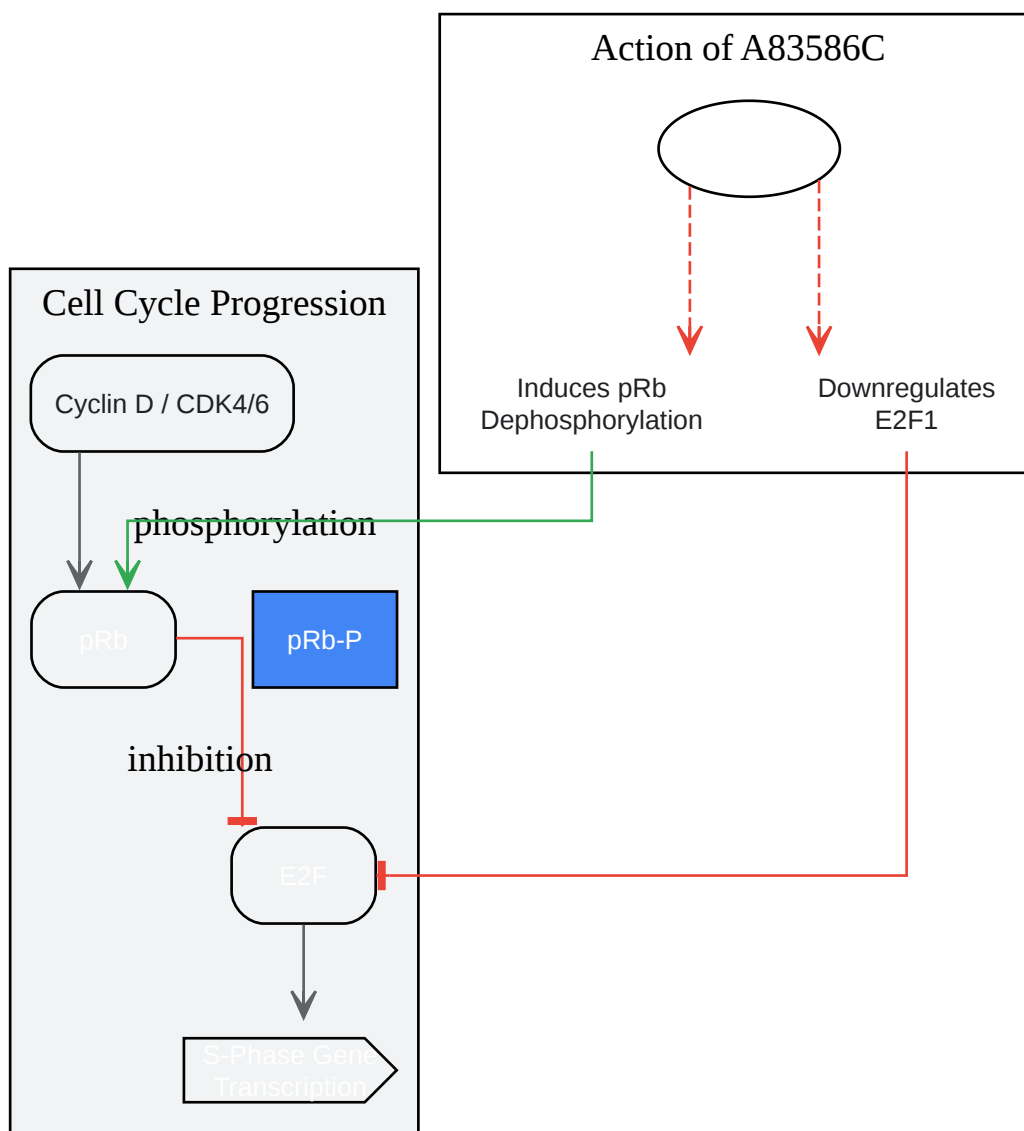 Action of A83586C
Induces pRb
Dephosphorylation
Downregulates
E2F1
Cell Cycle Progression
Cyclin D / CDK4/6
phosphorylation
pRb
pRb-P
inhibition
E2F
S-Phase Gene
Transcription